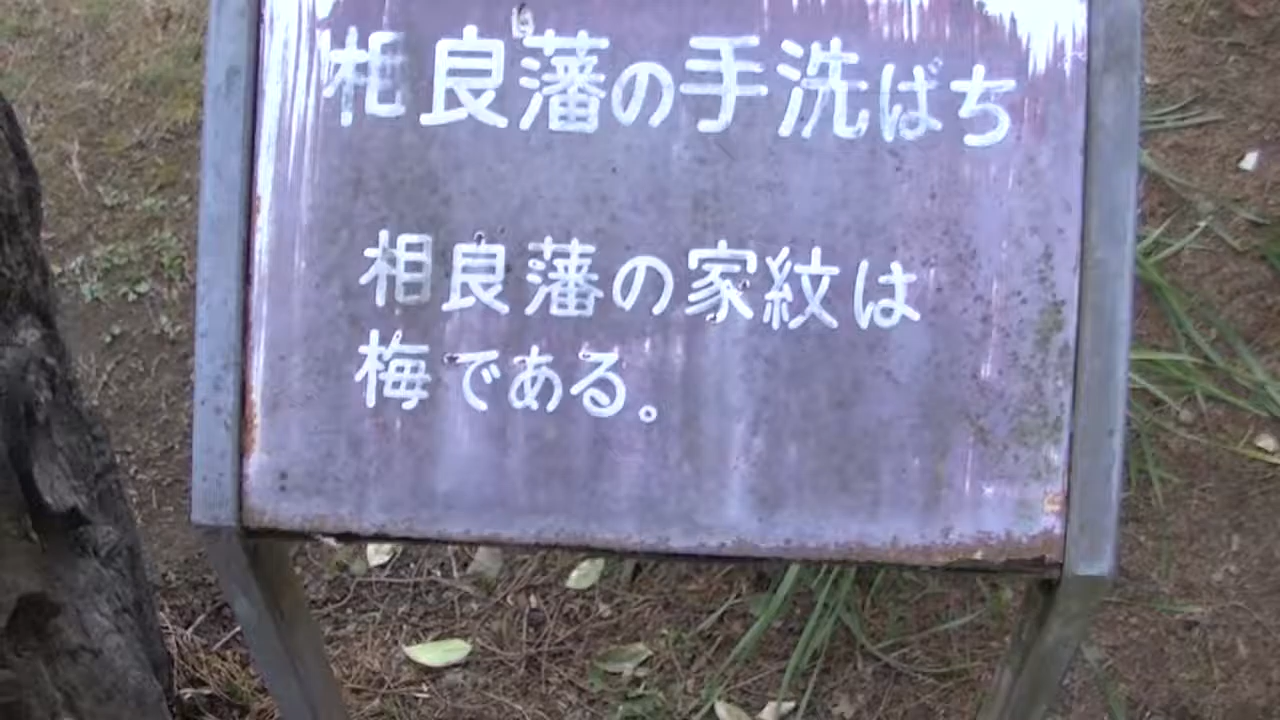 相良藩の手洗ばち
相良藩の家紋は
梅である。